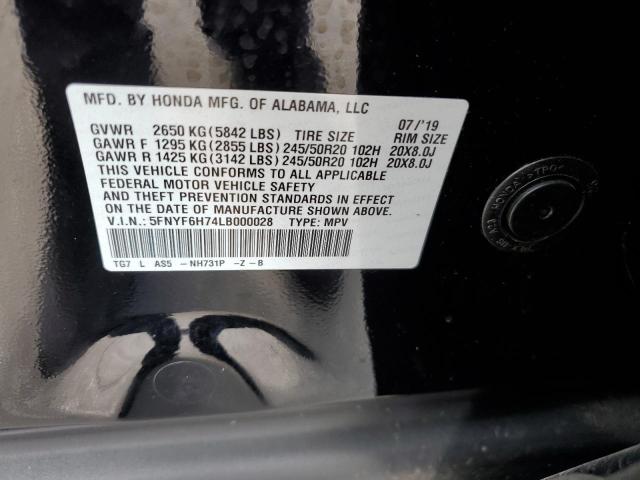 MFD. BY HONDA MFG. OF ALABAMA, LLC 07/'19
GVWR 2650 KG(5842 LBS) TIRE SIZE RIM SIZE
GAWR F 1295 KG(2855 LBS)245/50R20 102H 20X8.0J
GAWR R 1425 KG(3142 LBS)245/50R20 102H 20X8.0J
THIS VEHICLE CONFORMS TO ALL APPLICABLE
FEDERAL MOTOR VEHICLE SAFETY
AND THEFT PREVENTION STANDARDS IN EFFECT
ON THE DATE OF MANUFACTURE SHOWN ABOVE.
V.I.N.: 5FNYF6H74LB000028 TYPE: MPV
TG7 L AS5 -NH731P -Z-B
HONDA